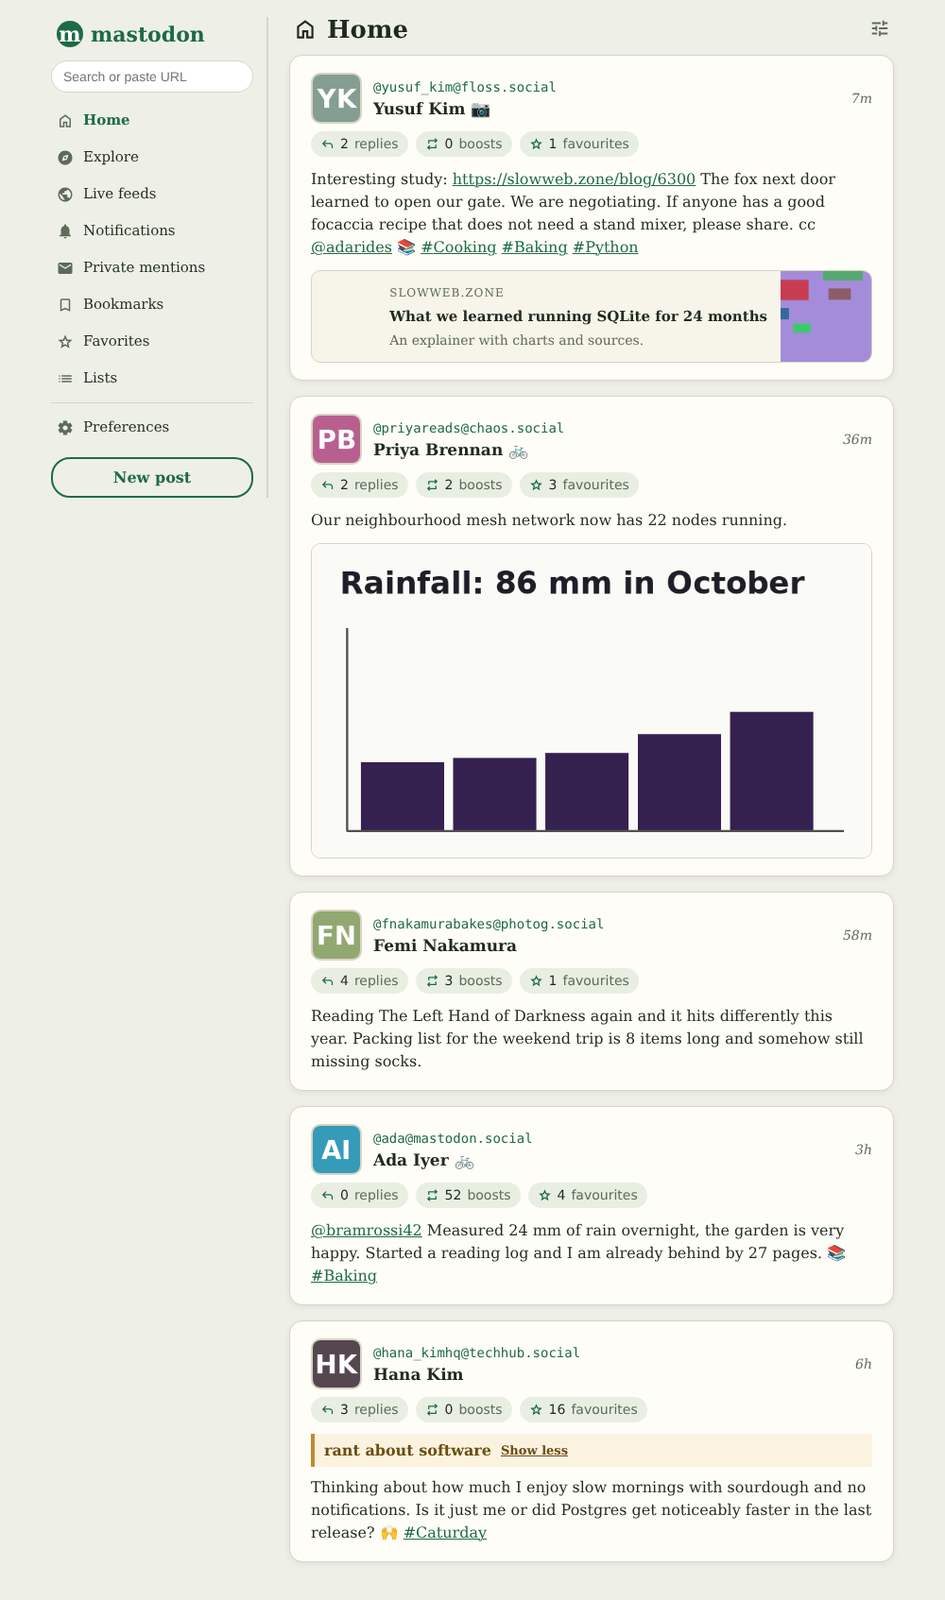 mastodon
Search or paste URL
Home
Explore
Live feeds
Notifications
Private mentions
Bookmarks
Favorites
Lists
Preferences
New post
Home
YK
@yusuf_kim@floss.social
Yusuf Kim 📷
7m
2 replies
0 boosts
1 favourites
Interesting study: https://slowweb.zone/blog/6300 The fox next door
learned to open our gate. We are negotiating. If anyone has a good
focaccia recipe that does not need a stand mixer, please share. cc
@adarides 📚 #Cooking #Baking #Python
SLOWWEB.ZONE
What we learned running SQLite for 24 months
An explainer with charts and sources.
PB
@priyareads@chaos.social
Priya Brennan 🚲
36m
2 replies
2 boosts
3 favourites
Our neighbourhood mesh network now has 22 nodes running.
Rainfall: 86 mm in October
FN
@fnakamurabakes@photog.social
Femi Nakamura
58m
4 replies
3 boosts
1 favourites
Reading The Left Hand of Darkness again and it hits differently this
year. Packing list for the weekend trip is 8 items long and somehow still
missing socks.
AI
@ada@mastodon.social
Ada Iyer 🚲
3h
0 replies
52 boosts
4 favourites
@bramrossi42 Measured 24 mm of rain overnight, the garden is very
happy. Started a reading log and I am already behind by 27 pages. 📚
#Baking
HK
@hana_kimhq@techhub.social
Hana Kim
6h
3 replies
0 boosts
16 favourites
rant about software Show less
Thinking about how much I enjoy slow mornings with sourdough and no
notifications. Is it just me or did Postgres get noticeably faster in the last
release? 🙌 #Caturday